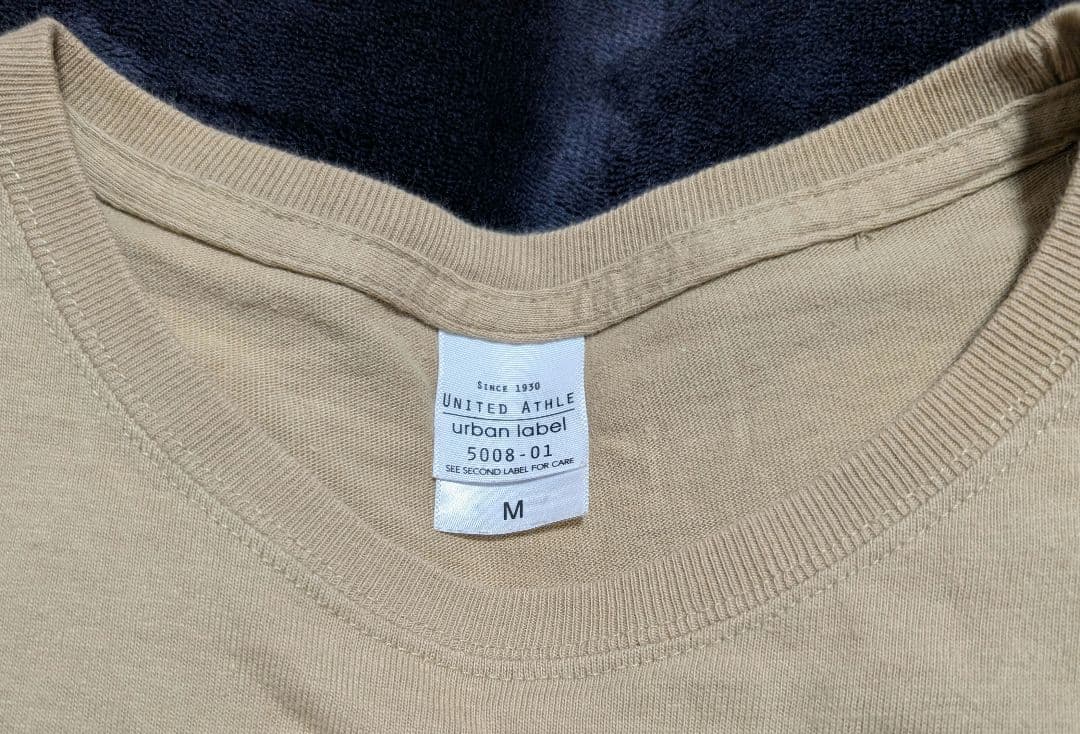 SINCE 1930
UNITED ATHLE
urban label
5008-01
SEE SECOND LABEL FOR CARE
M